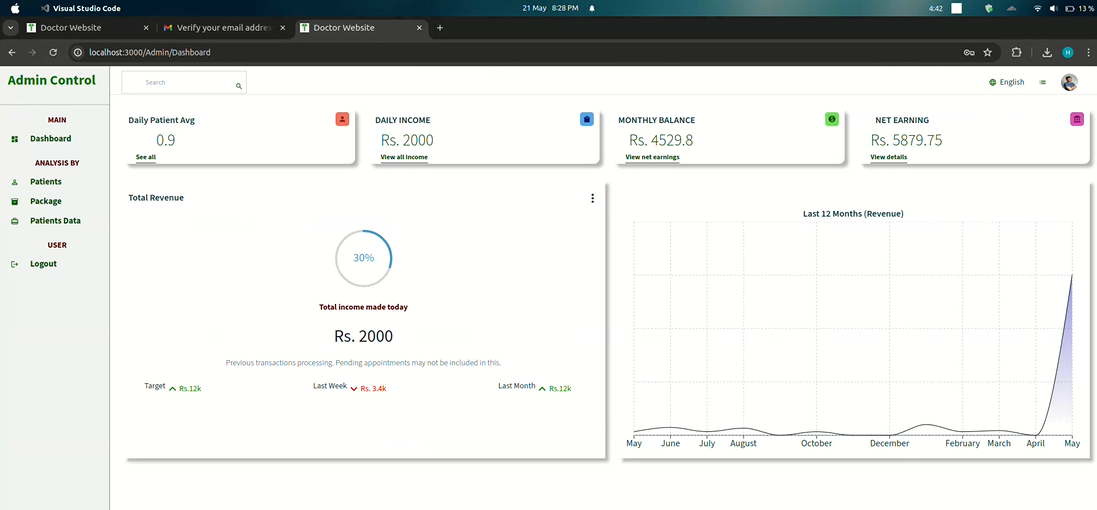 Visual Studio Code
21 May 8:28 PM
4:42
13 %
Doctor Website
Verify your email addres
Doctor Website
localhost:3000/Admin/Dashboard
H
Admin Control
Search
English
MAIN
Dashboard
ANALYSIS BY
Patients
Package
Patients Data
USER
Logout
Daily Patient Avg
0.9
See all
DAILY INCOME
Rs. 2000
View all income
MONTHLY BALANCE
Rs. 4529.8
View net earnings
NET EARNING
Rs. 5879.75
View details
Total Revenue
30%
Total income made today
Rs. 2000
Previous transactions processing. Pending appointments may not be included in this.
Target Rs.12k Last Week Rs. 3.4k Last Month Rs.12k
Last 12 Months (Revenue)
May June July August October December February March April May